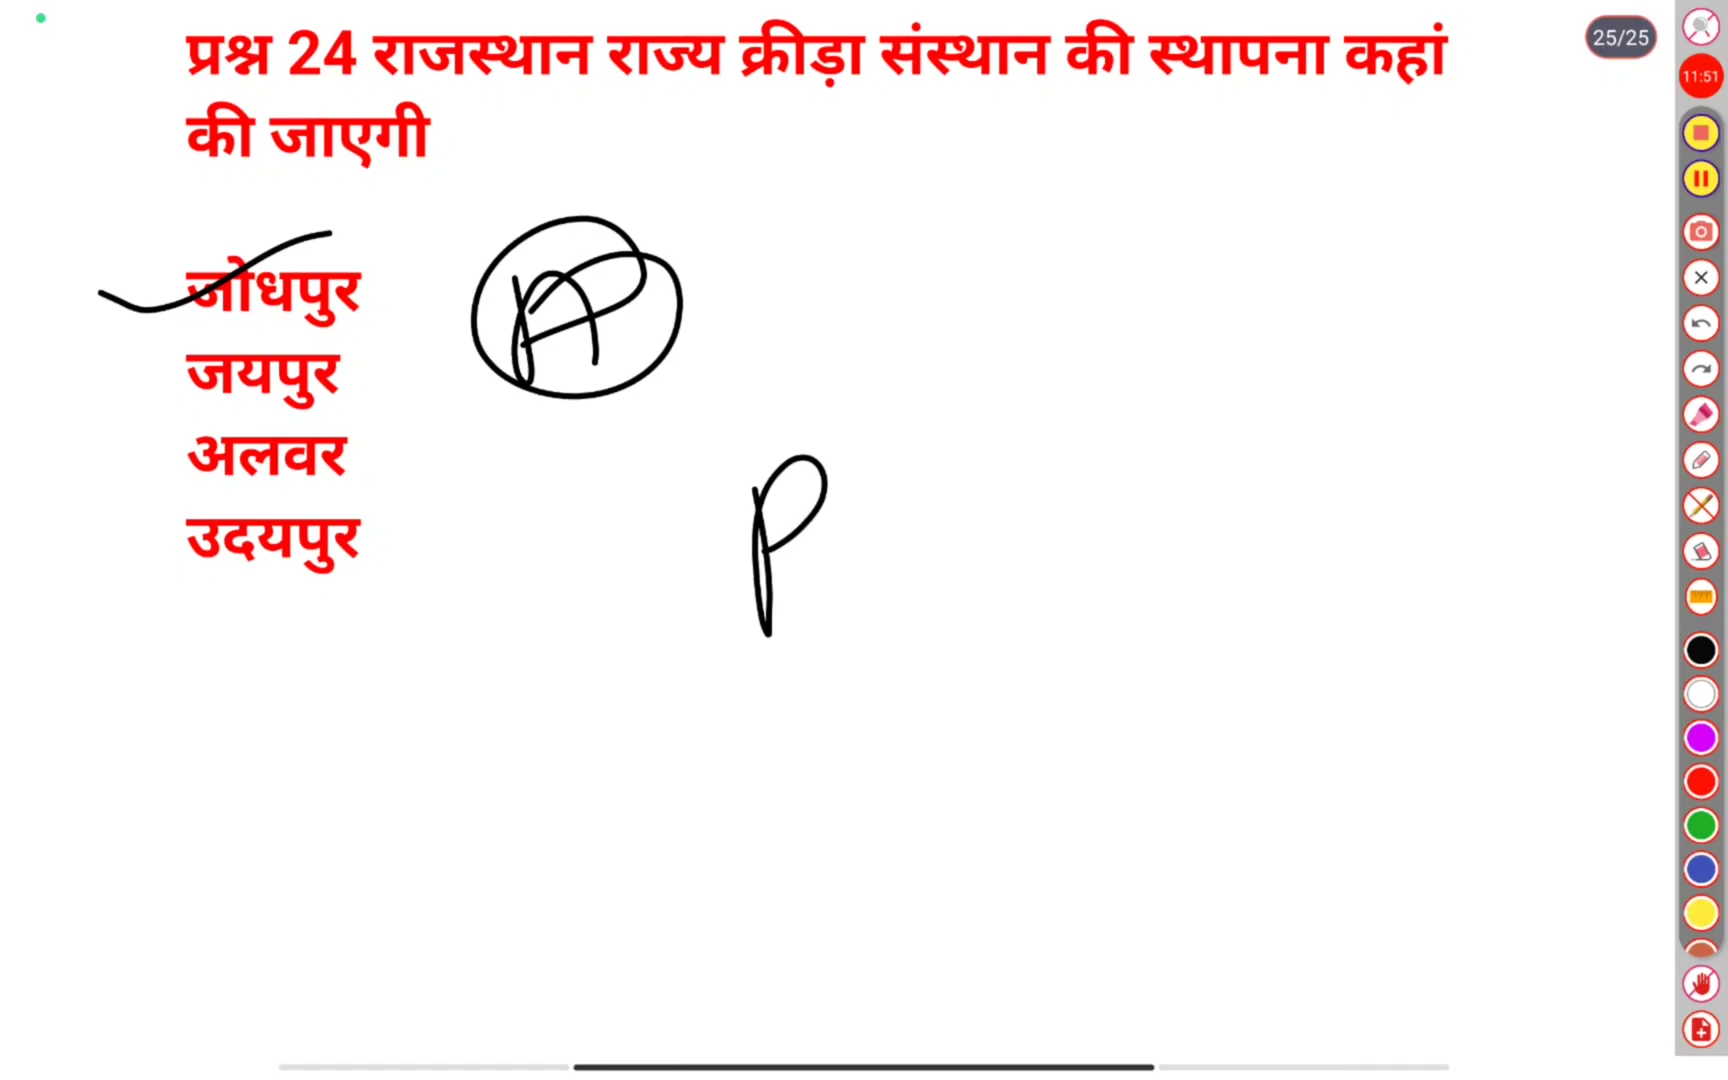 प्रश्न 24 राजस्थान राज्य क्रीड़ा संस्थान की स्थापना कहां
की जाएगी
25/25
11:51
जोधपुर
जयपुर
अलवर
उदयपुर
P